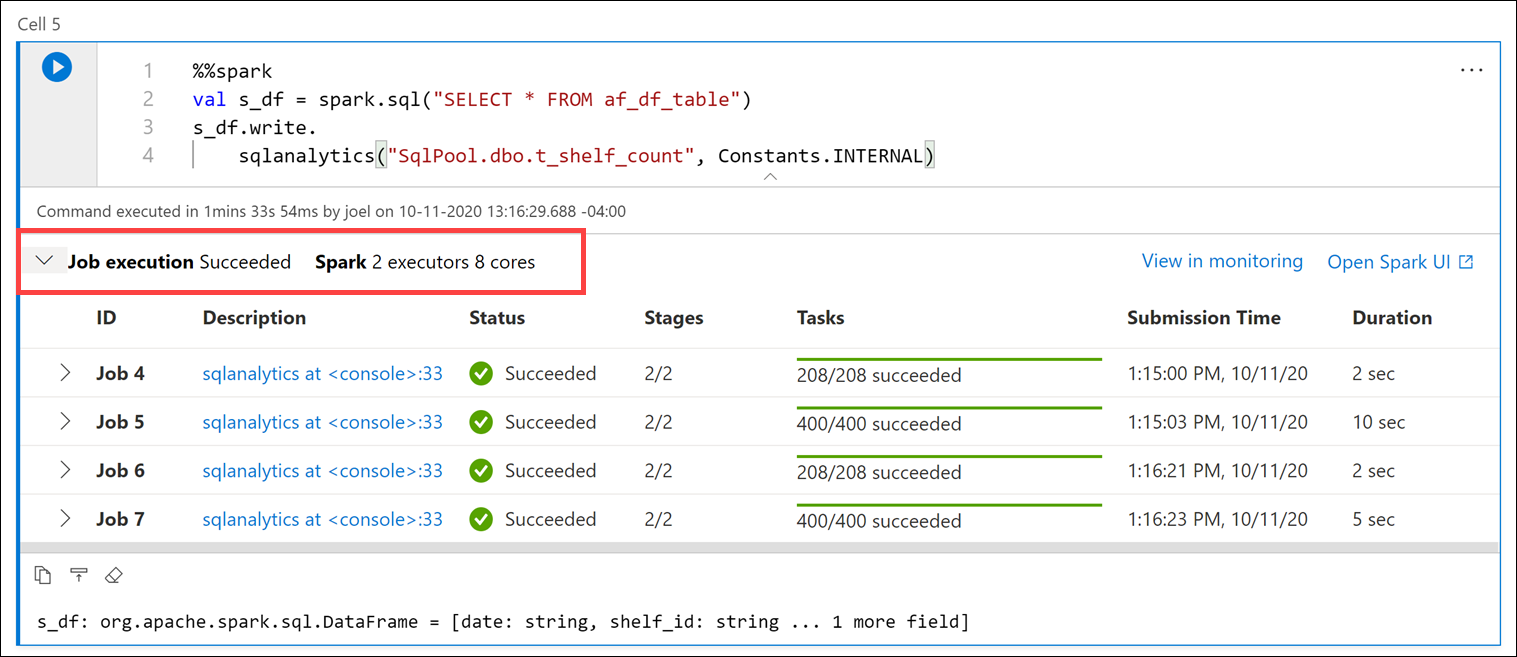 Cell 5
1 %%spark
2 val s_df = spark.sql("SELECT * FROM af_df_table")
3 s_df.write.
4 sqlanalytics("SqlPool.dbo.t_shelf_count", Constants.INTERNAL)
Command executed in 1mins 33s 54ms by joel on 10-11-2020 13:16:29.688 -04:00
Job execution Succeeded Spark 2 executors 8 cores View in monitoring Open Spark UI
ID Description Status Stages Tasks Submission Time Duration
Job 4 sqlanalytics at <console>:33 Succeeded 2/2 208/208 succeeded 1:15:00 PM, 10/11/20 2 sec
Job 5 sqlanalytics at <console>:33 Succeeded 2/2 400/400 succeeded 1:15:03 PM, 10/11/20 10 sec
Job 6 sqlanalytics at <console>:33 Succeeded 2/2 208/208 succeeded 1:16:21 PM, 10/11/20 2 sec
Job 7 sqlanalytics at <console>:33 Succeeded 2/2 400/400 succeeded 1:16:23 PM, 10/11/20 5 sec
s_df: org.apache.spark.sql.DataFrame = [date: string, shelf_id: string ... 1 more field]